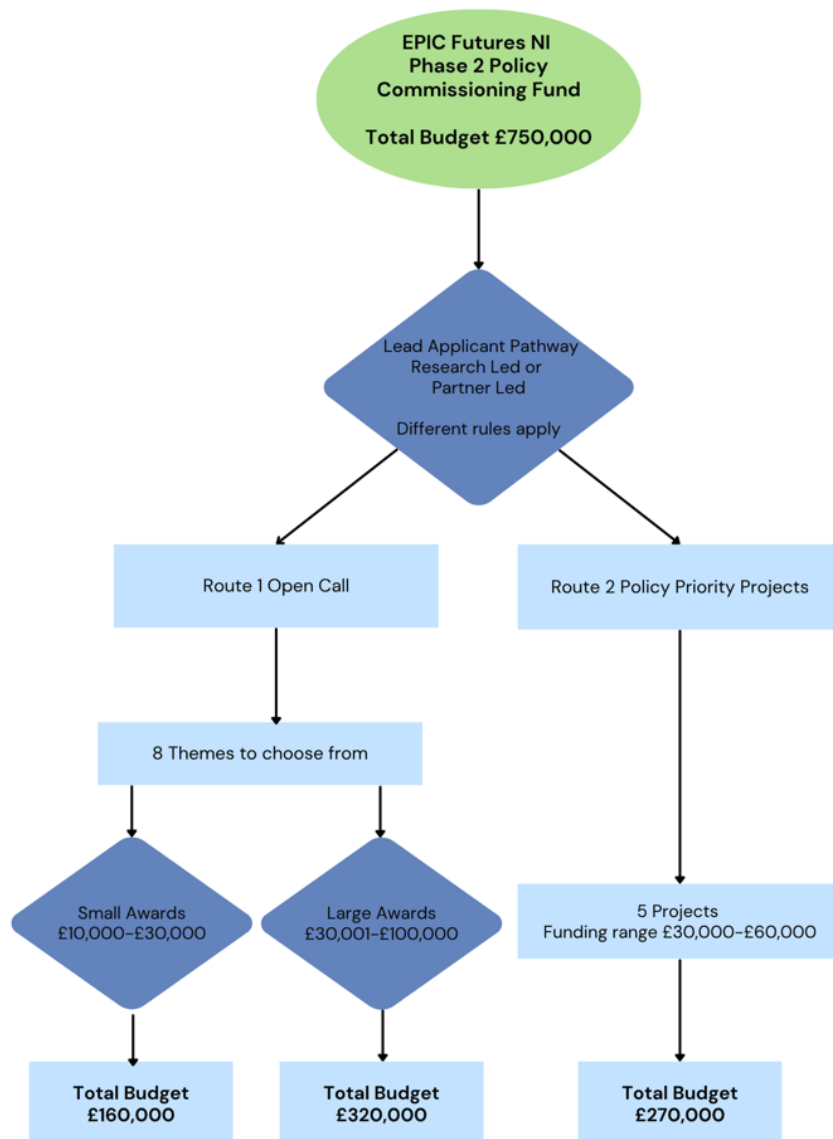 EPIC Futures NI
Phase 2 Policy
Commissioning Fund
Total Budget £750,000
Lead Applicant Pathway
Research Led or
Partner Led
Different rules apply
Route 1 Open Call
Route 2 Policy Priority Projects
8 Themes to choose from
Small Awards
£10,000-£30,000
Large Awards
£30,001-£100,000
5 Projects
Funding range £30,000-£60,000
Total Budget
£160,000
Total Budget
£320,000
Total Budget
£270,000